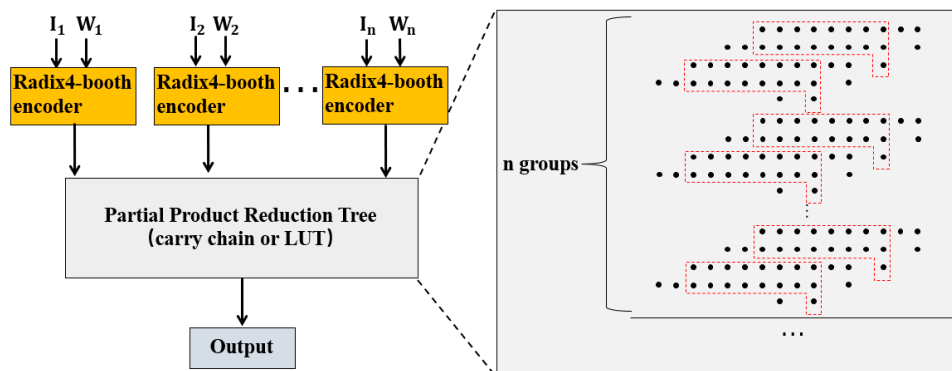 I1 W1
I2 W2
In Wn
Radix4-booth
encoder
Radix4-booth
encoder
...
Radix4-booth
encoder
Partial Product Reduction Tree
(carry chain or LUT)
Output
n groups
...
...